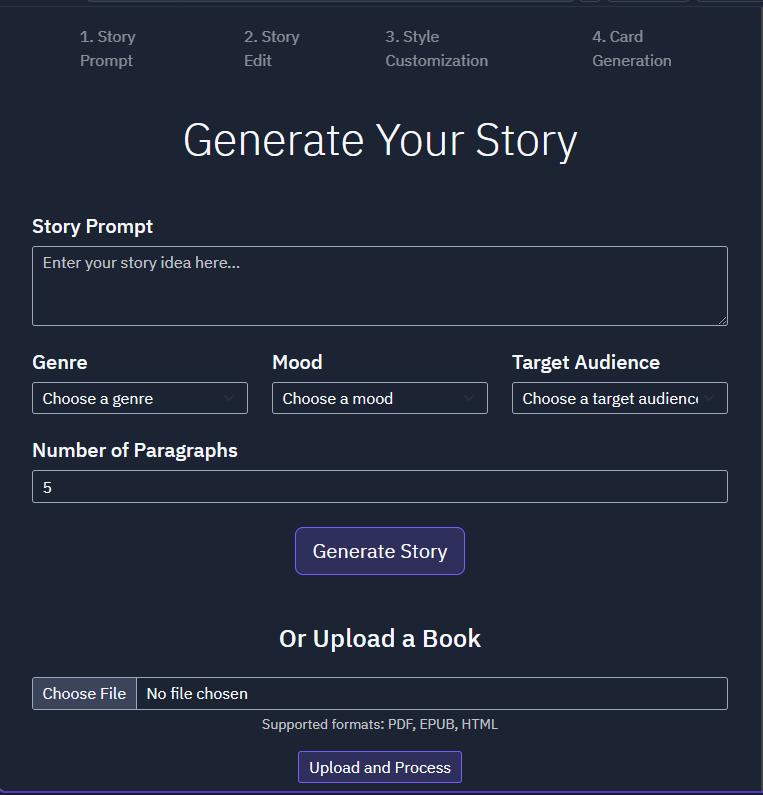 1. Story 2. Story 3. Style 4. Card
Prompt Edit Customization Generation
Generate Your Story
Story Prompt
Enter your story idea here...
Genre Mood Target Audience
Choose a genre Choose a mood Choose a target audience
Number of Paragraphs
5
Generate Story
Or Upload a Book
Choose File No file chosen
Supported formats: PDF, EPUB, HTML
Upload and Process